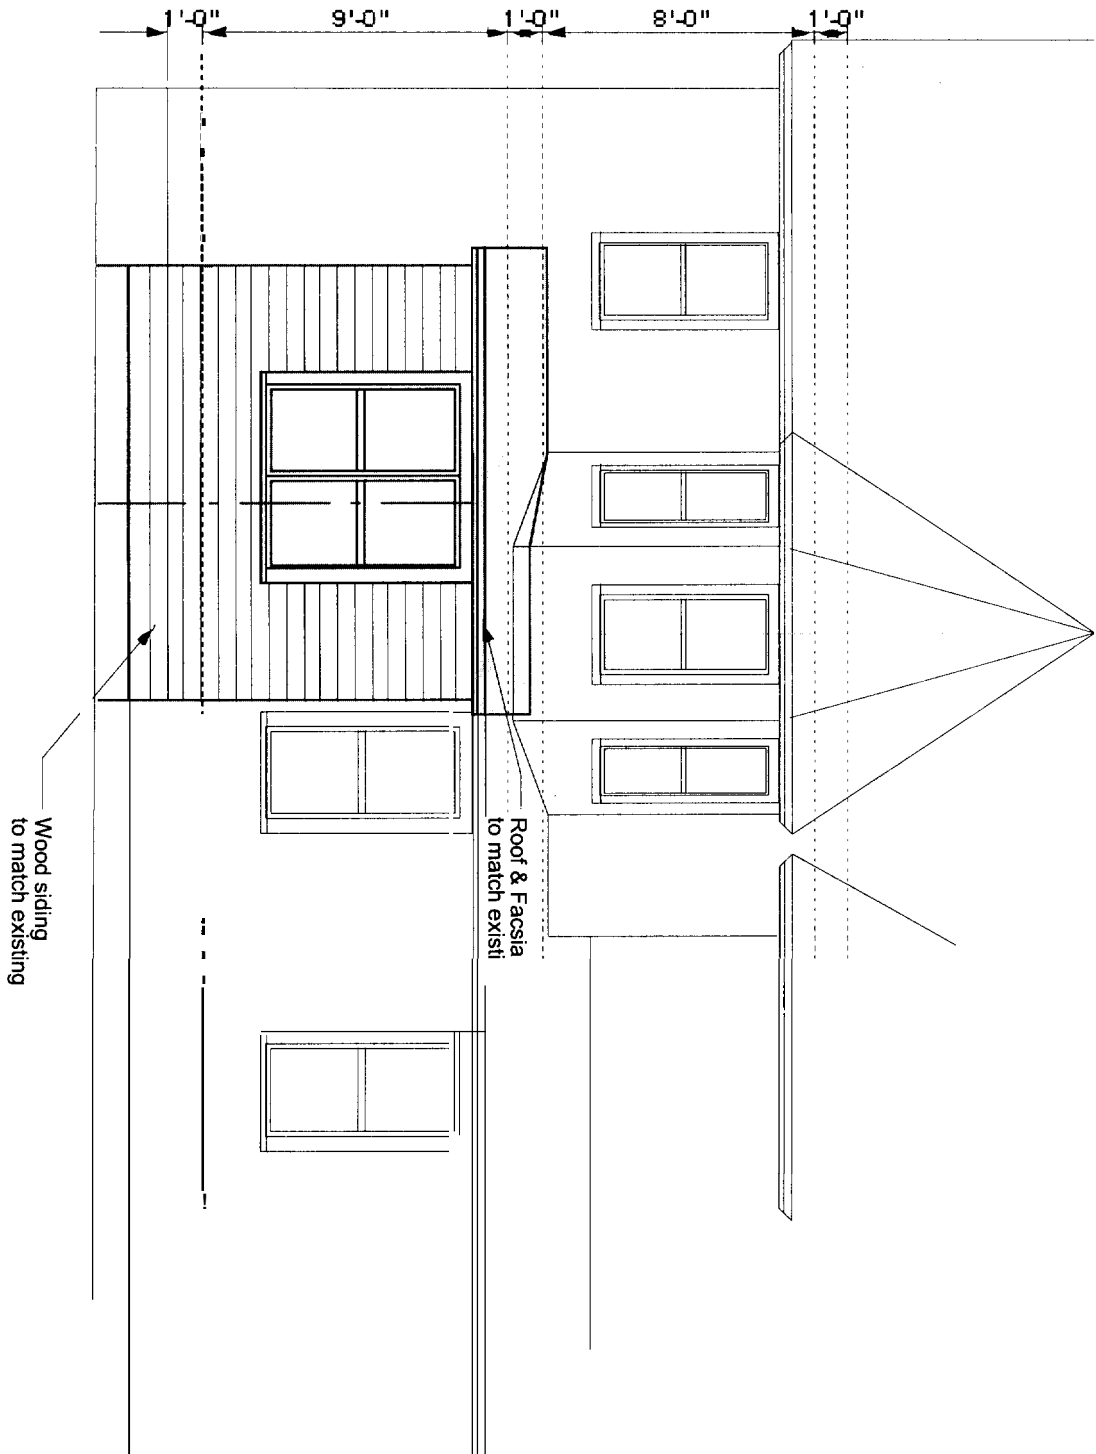 1'-0"
9'-0"
1'-0"
8'-0"
1'-0"
Roof & Facsia
to match existi
Wood siding
to match existing